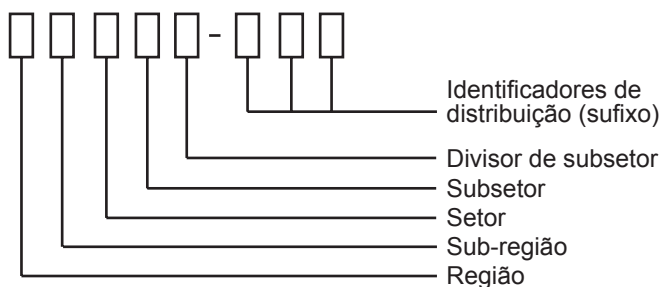 -
Identificadores de
distribuição (sufixo)
Divisor de subsetor
Subsetor
Setor
Sub-região
Região